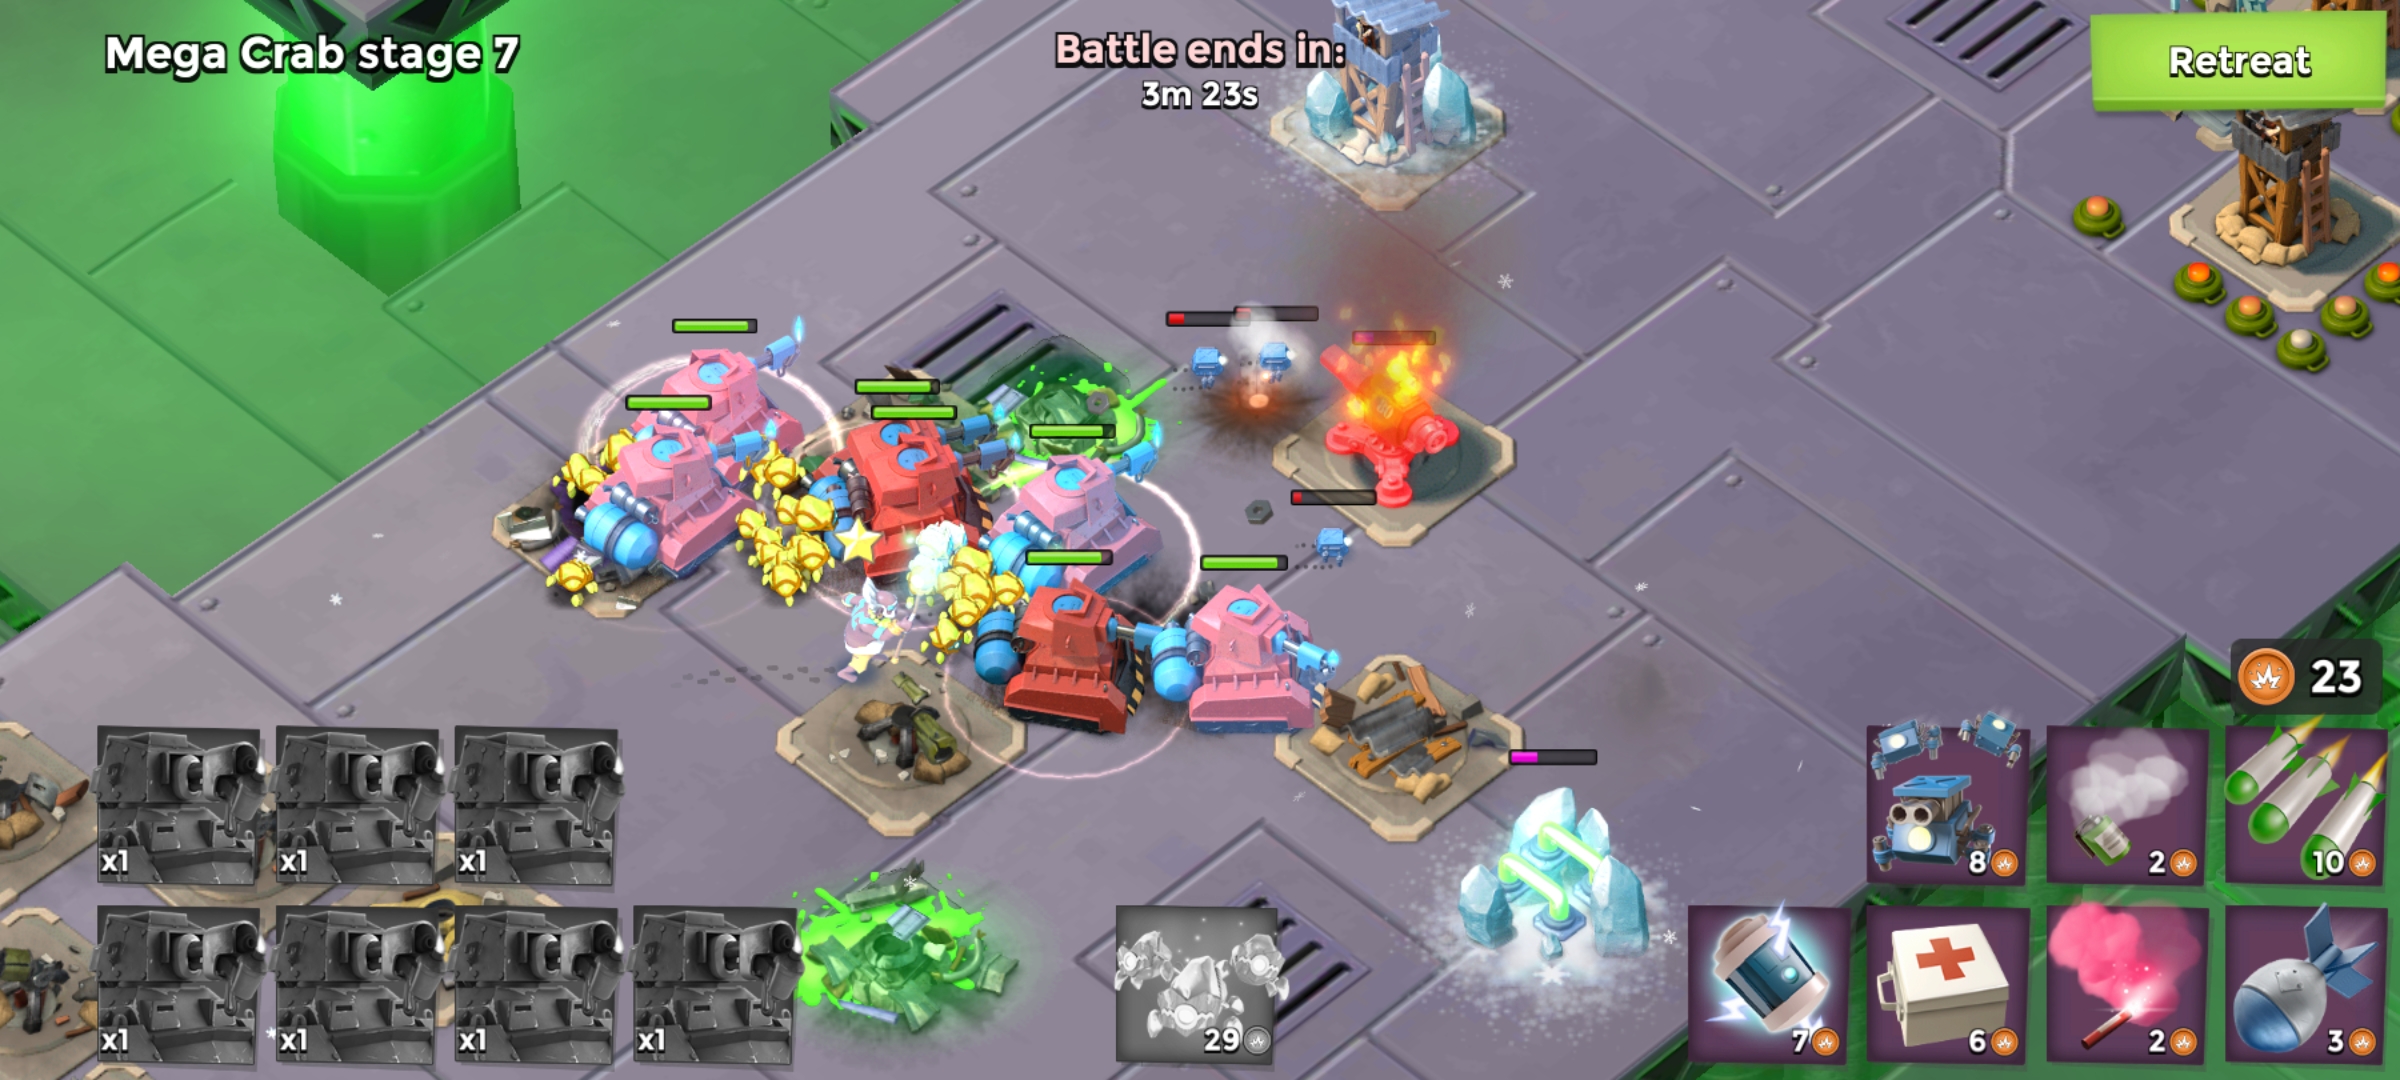 Mega Crab stage 7
Battle ends in:
3m 23s
Retreat
23
8
2
10
x1
x1
x1
x1
x1
x1
x1
29
7
6
2
3